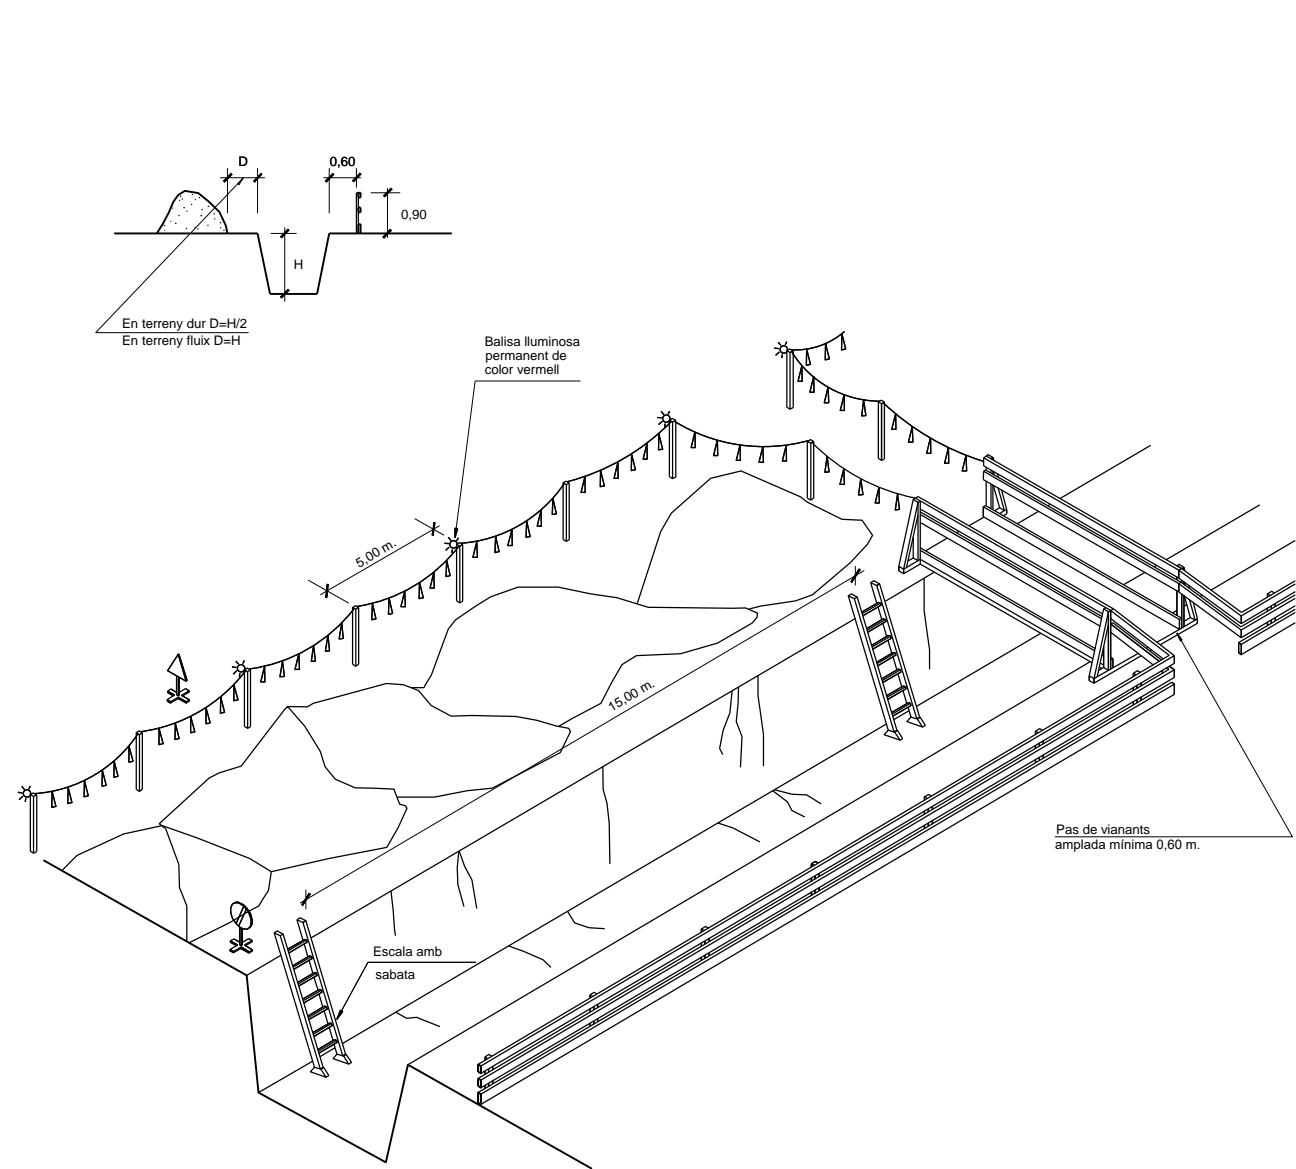 D
0,60
0,90
H
En terreny dur D=H/2
En terreny fluix D=H
Balisa lluminosa
permanent de
color vermell
5,00 m.
15,00 m.
Pas de vianants
amplada mínima 0,60 m.
Escala amb
sabata